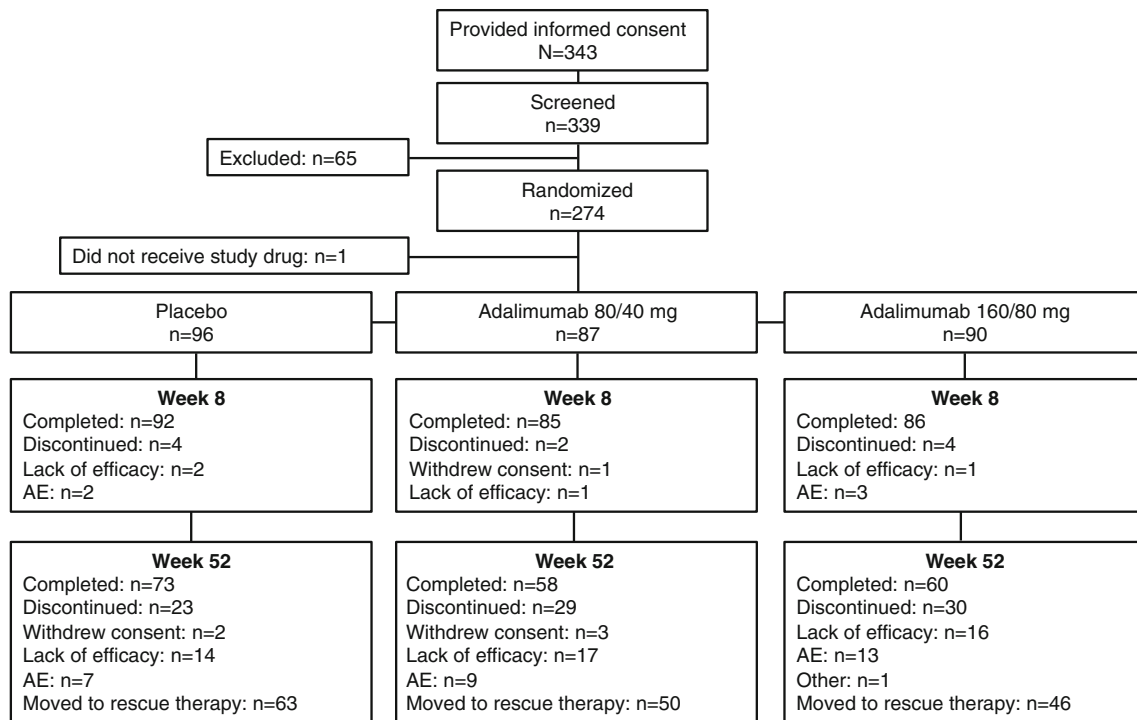 Provided informed consent
N=343
Screened
n=339
Excluded: n=65
Randomized
n=274
Did not receive study drug: n=1
Placebo
n=96
Adalimumab 80/40 mg
n=87
Adalimumab 160/80 mg
n=90
Week 8
Completed: n=92
Discontinued: n=4
Lack of efficacy: n=2
AE: n=2
Week 8
Completed: n=85
Discontinued: n=2
Withdrew consent: n=1
Lack of efficacy: n=1
Week 8
Completed: 86
Discontinued: n=4
Lack of efficacy: n=1
AE: n=3
Week 52
Completed: n=73
Discontinued: n=23
Withdrew consent: n=2
Lack of efficacy: n=14
AE: n=7
Moved to rescue therapy: n=63
Week 52
Completed: n=58
Discontinued: n=29
Withdrew consent: n=3
Lack of efficacy: n=17
AE: n=9
Moved to rescue therapy: n=50
Week 52
Completed: n=60
Discontinued: n=30
Lack of efficacy: n=16
AE: n=13
Other: n=1
Moved to rescue therapy: n=46